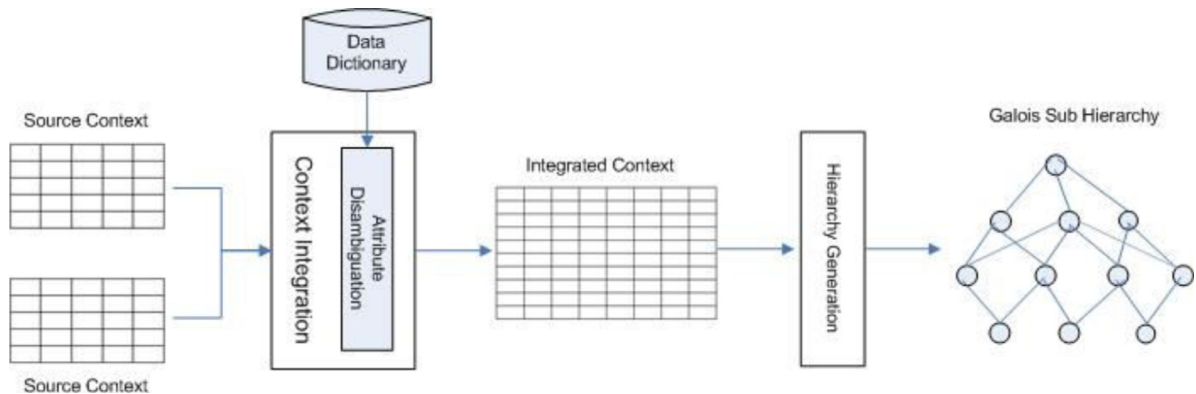 Data
Dictionary
Source Context
Context Integration
Attribute
Disambiguation
Integrated Context
Hierarchy Generation
Galois Sub Hierarchy
Source Context